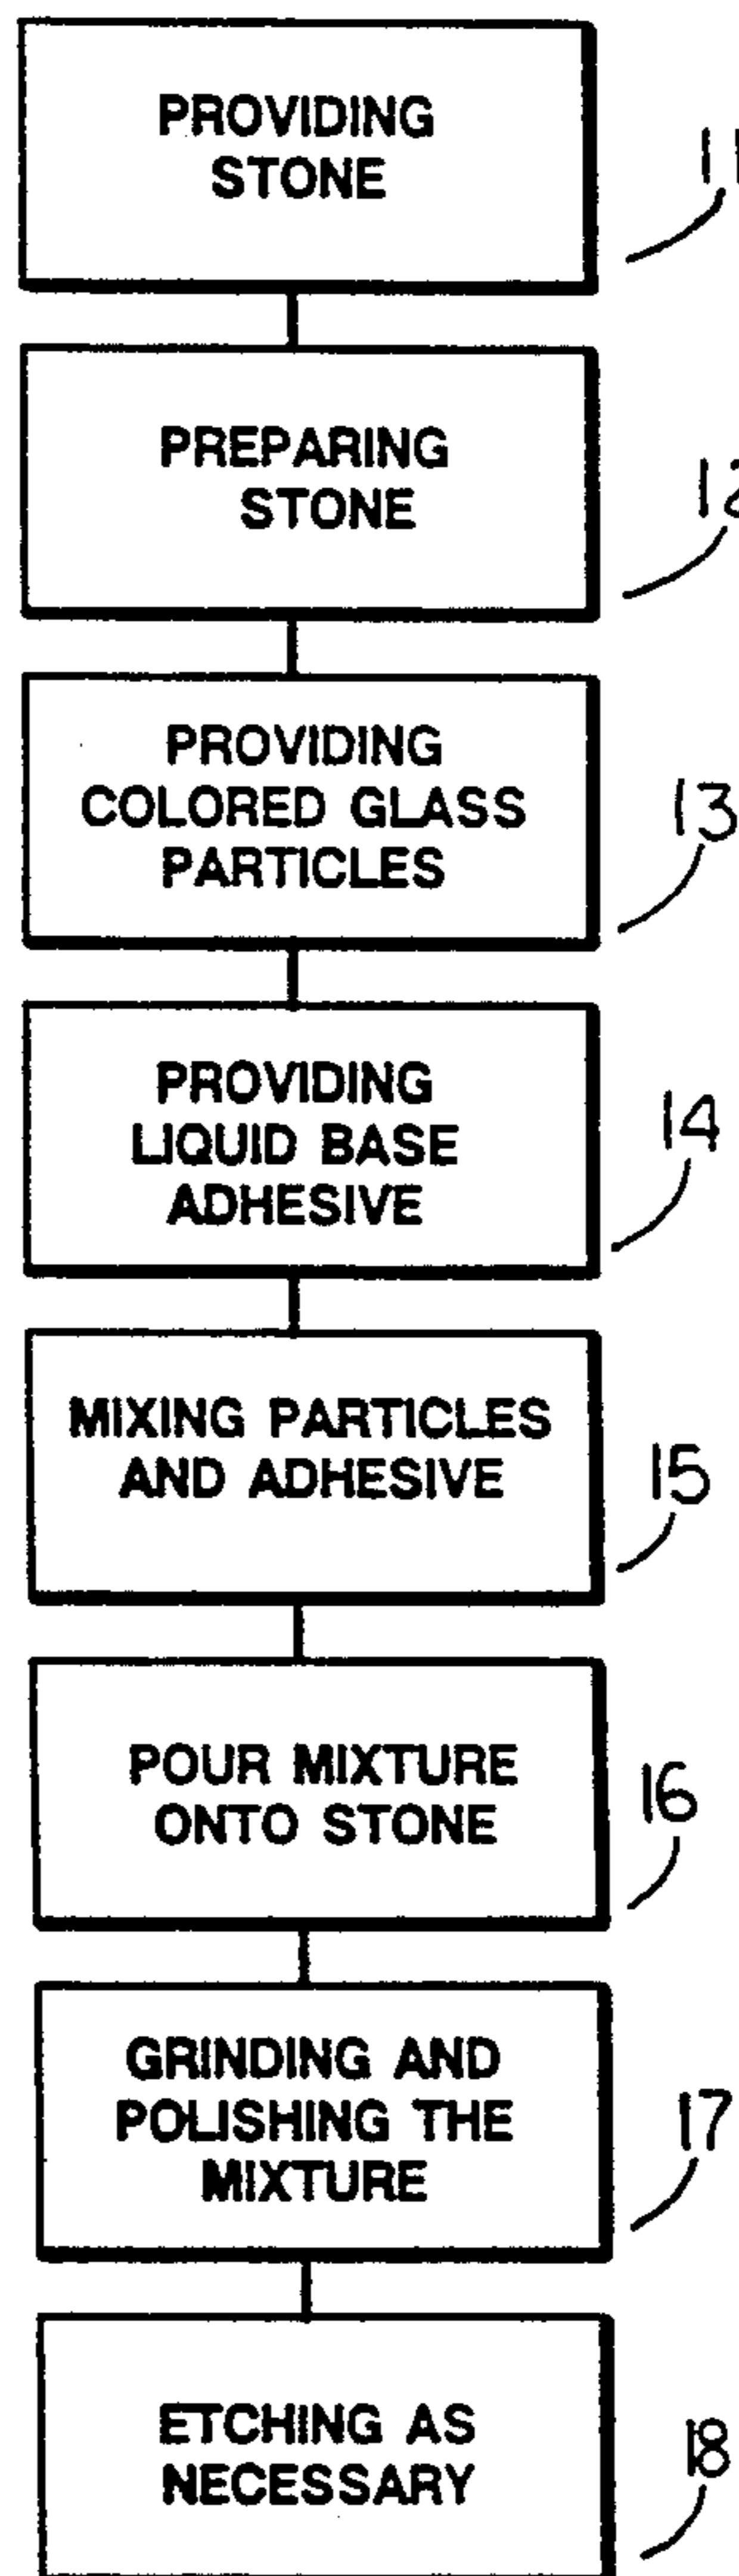 PROVIDING
STONE
11
PREPARING
STONE
12
PROVIDING
COLORED GLASS
PARTICLES
13
PROVIDING
LIQUID BASE
ADHESIVE
14
MIXING PARTICLES
AND ADHESIVE
15
POUR MIXTURE
ONTO STONE
16
GRINDING AND
POLISHING THE
MIXTURE
17
ETCHING AS
NECESSARY
18